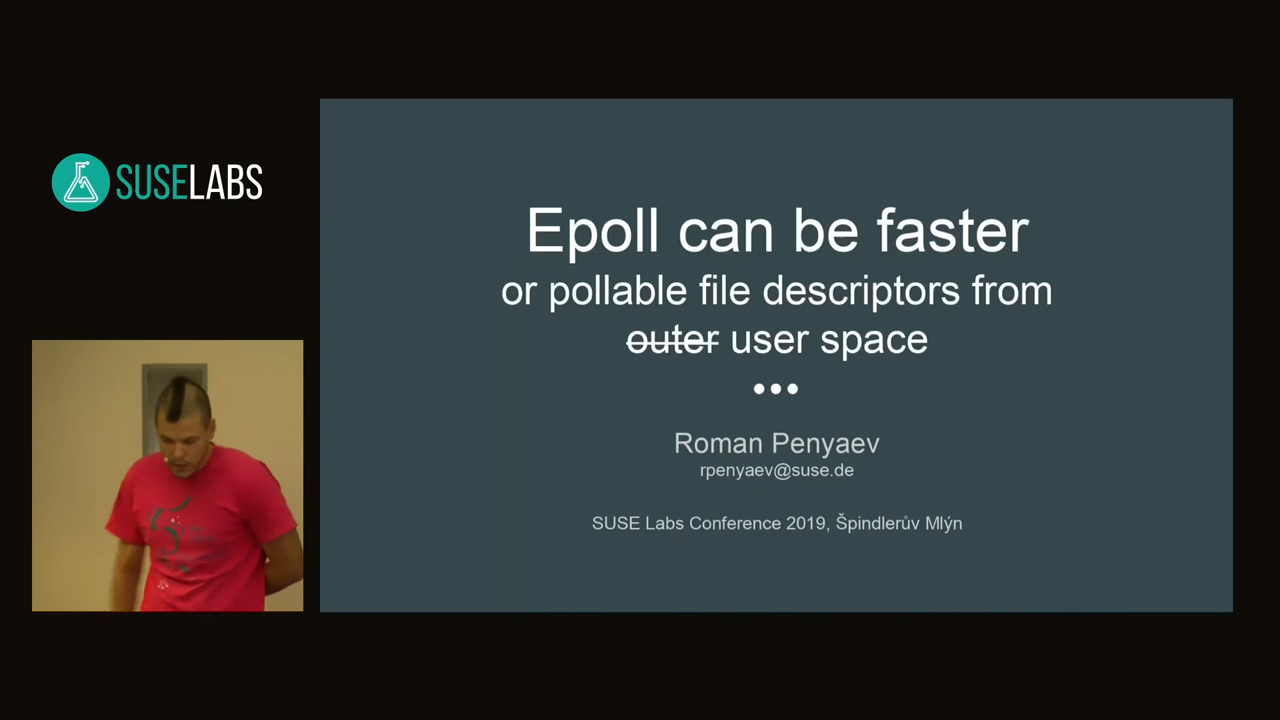 SUSELABS
Epoll can be faster
or pollable file descriptors from
outer user space
Roman Penyaev
rpenyaev@suse.de
SUSE Labs Conference 2019, Špindlerův Mlýn